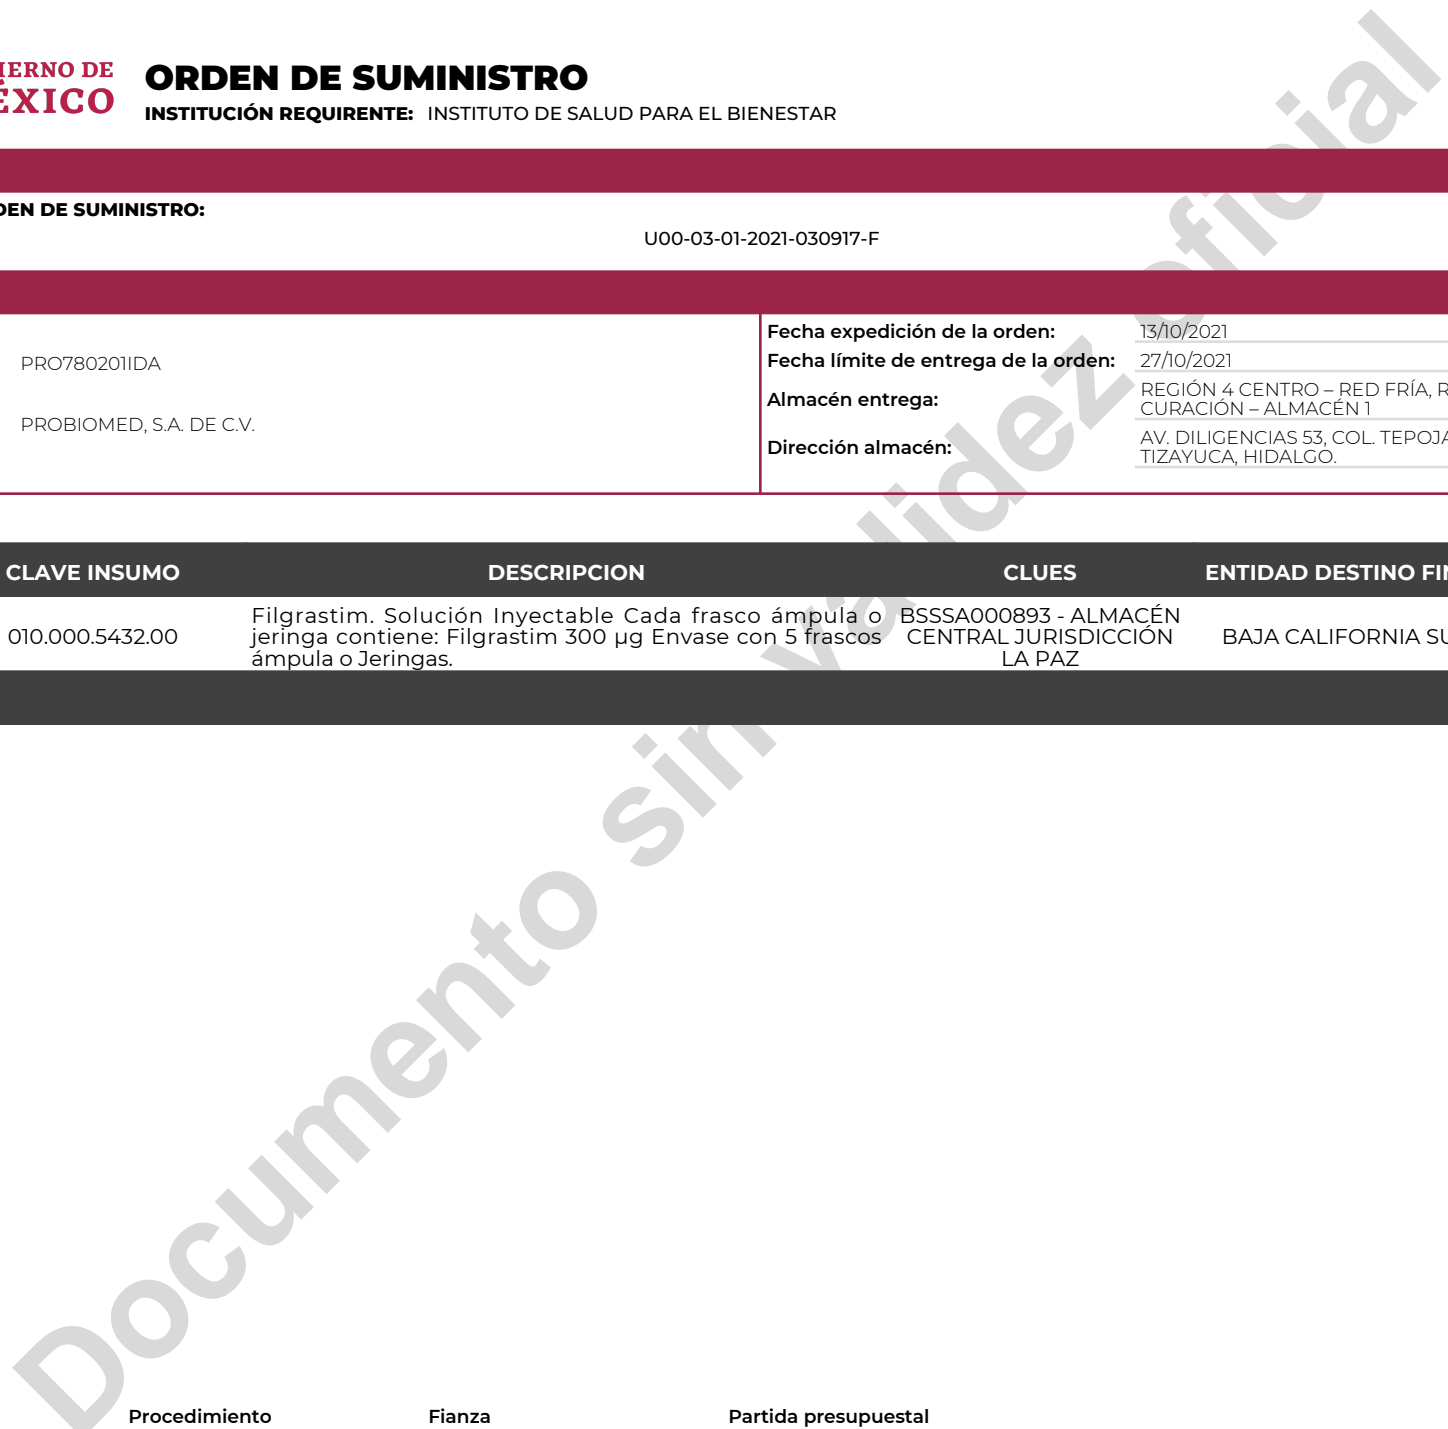 IERNO DE
ÉXICO
ORDEN DE SUMINISTRO
INSTITUCIÓN REQUIRENTE: INSTITUTO DE SALUD PARA EL BIENESTAR
DEN DE SUMINISTRO:
U00-03-01-2021-030917-F
PRO780201IDA
PROBIOMED, S.A. DE C.V.
Fecha expedición de la orden: 13/10/2021
Fecha límite de entrega de la orden: 27/10/2021
Almacén entrega: REGIÓN 4 CENTRO – RED FRÍA, R
CURACIÓN – ALMACÉN 1
Dirección almacén: AV. DILIGENCIAS 53, COL. TEPOJA
TIZAYUCA, HIDALGO.
CLAVE INSUMO DESCRIPCION CLUES ENTIDAD DESTINO FIN
010.000.5432.00
Filgrastim. Solución Inyectable Cada frasco ámpula o
jeringa contiene: Filgrastim 300 µg Envase con 5 frascos
ámpula o Jeringas.
BSSSA000893 - ALMACÉN
CENTRAL JURISDICCIÓN
LA PAZ
BAJA CALIFORNIA SU
Documento sin validez oficial
Procedimiento Fianza Partida presupuestal